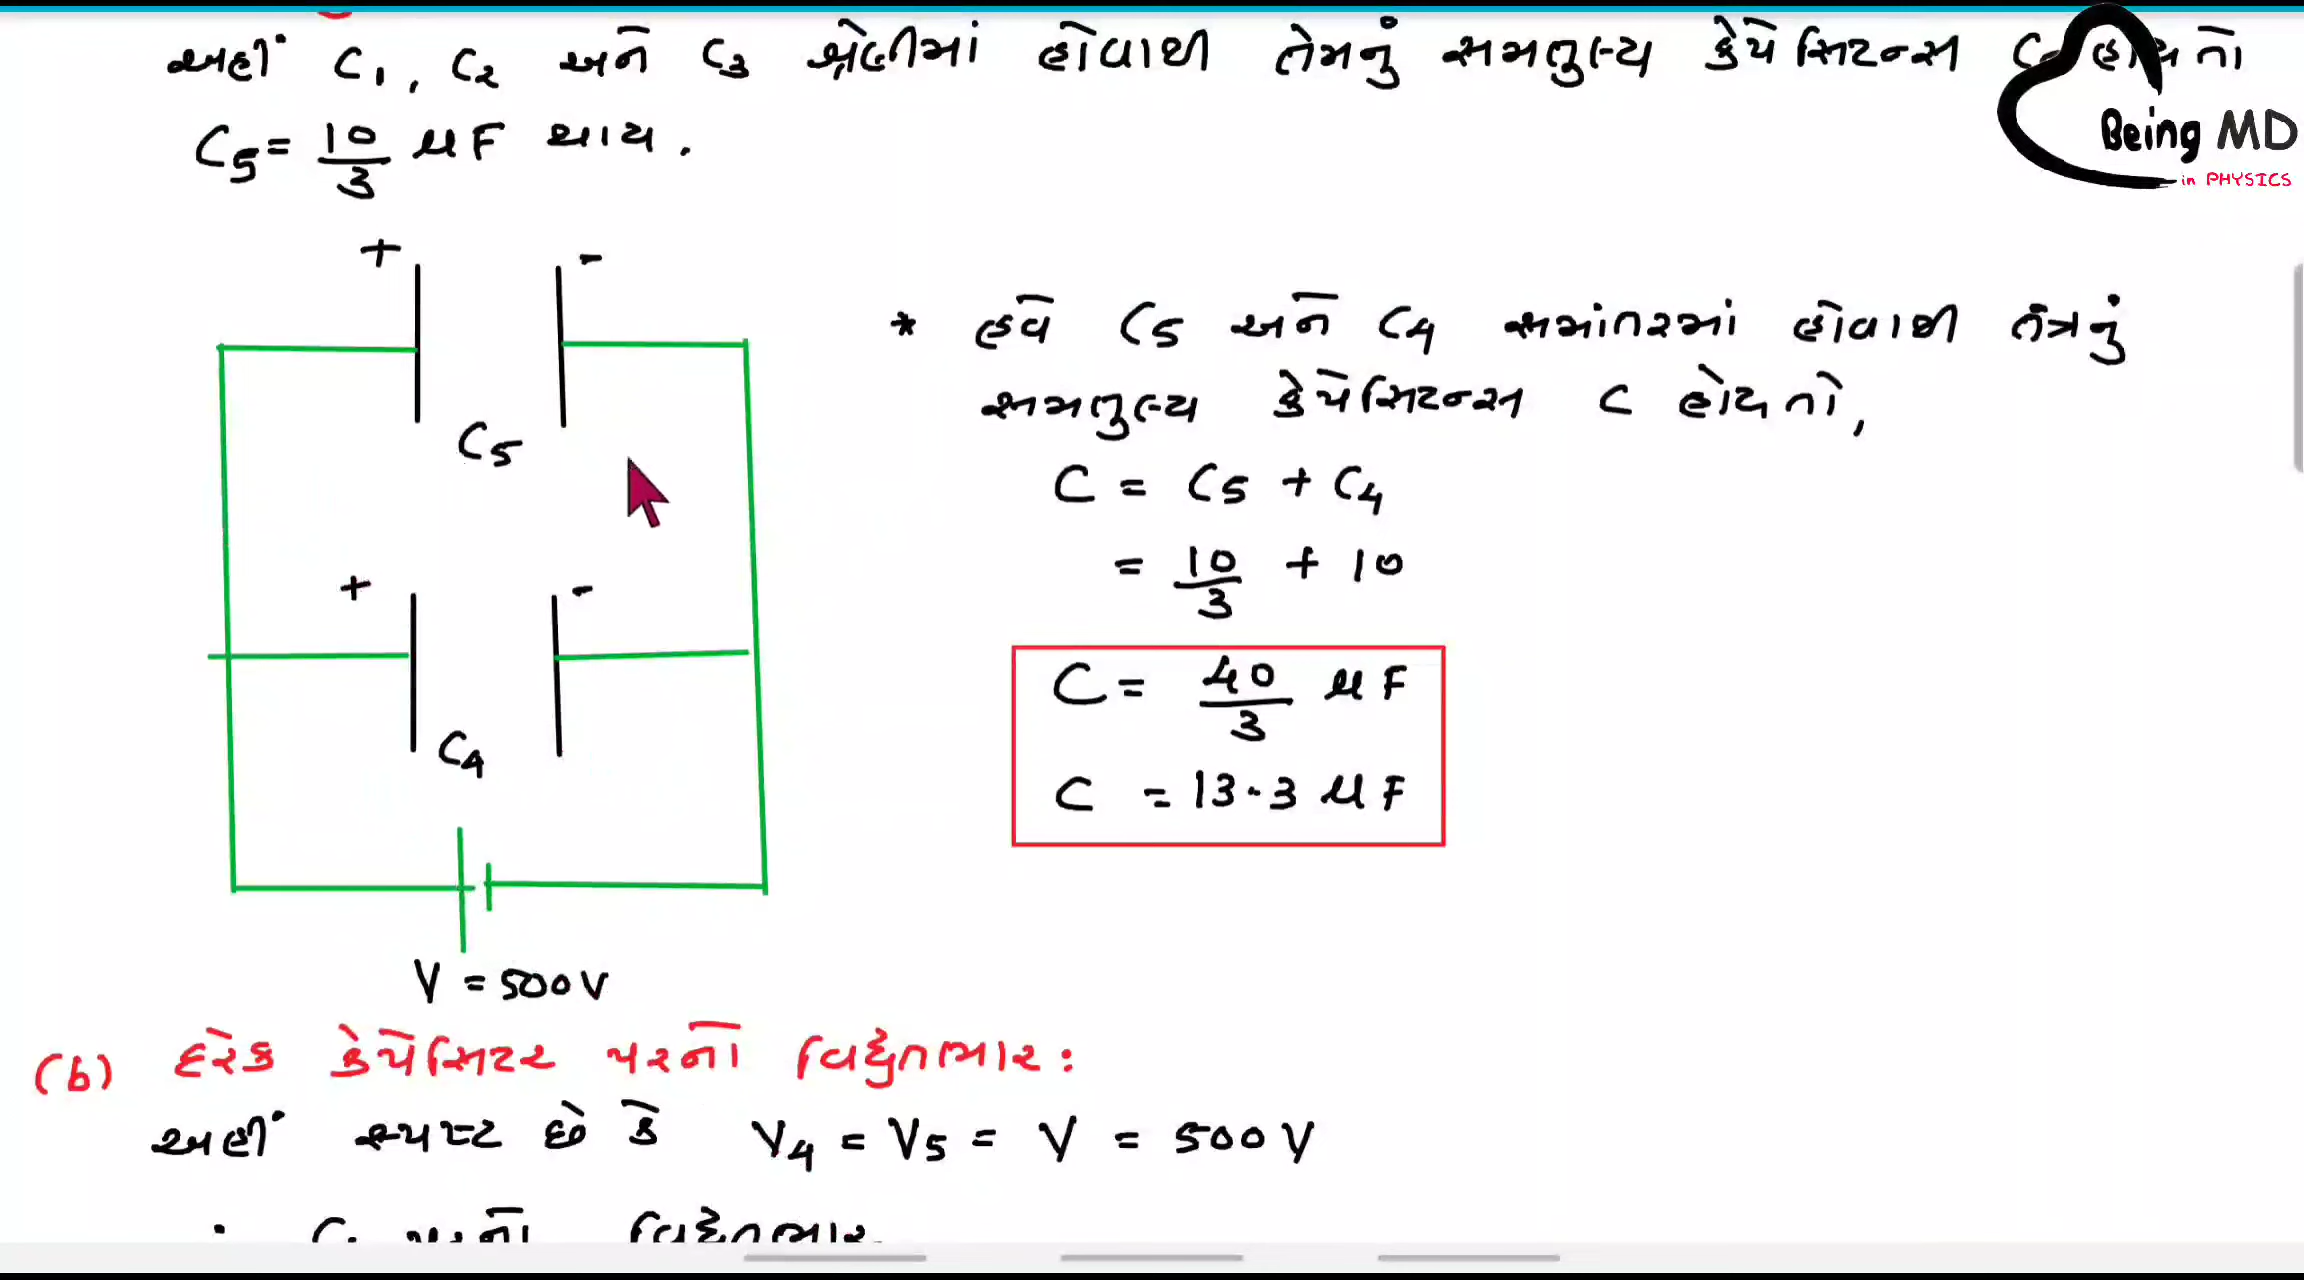 અહીં C1, C2 અને C3 શ્રેણીમાં હોવાથી તેમનું સમતુલ્ય કેપેસિટન્સ હોય તો
C5 = 10/3 μF થાય.
Being MD
in PHYSICS
+ -
C5
+ -
C4
V = 500V
* હવે C5 અને C4 સમાંતરમાં હોવાથી તંત્રનું
સમતુલ્ય કેપેસિટન્સ C હોય તો,
C = C5 + C4
= 10/3 + 10
C = 40/3 μF
C = 13.3 μF
(b) દરેક કેપેસિટર પરનો વિદ્યુતભાર:
અહીં સ્પષ્ટ છે કે V4 = V5 = V = 500V